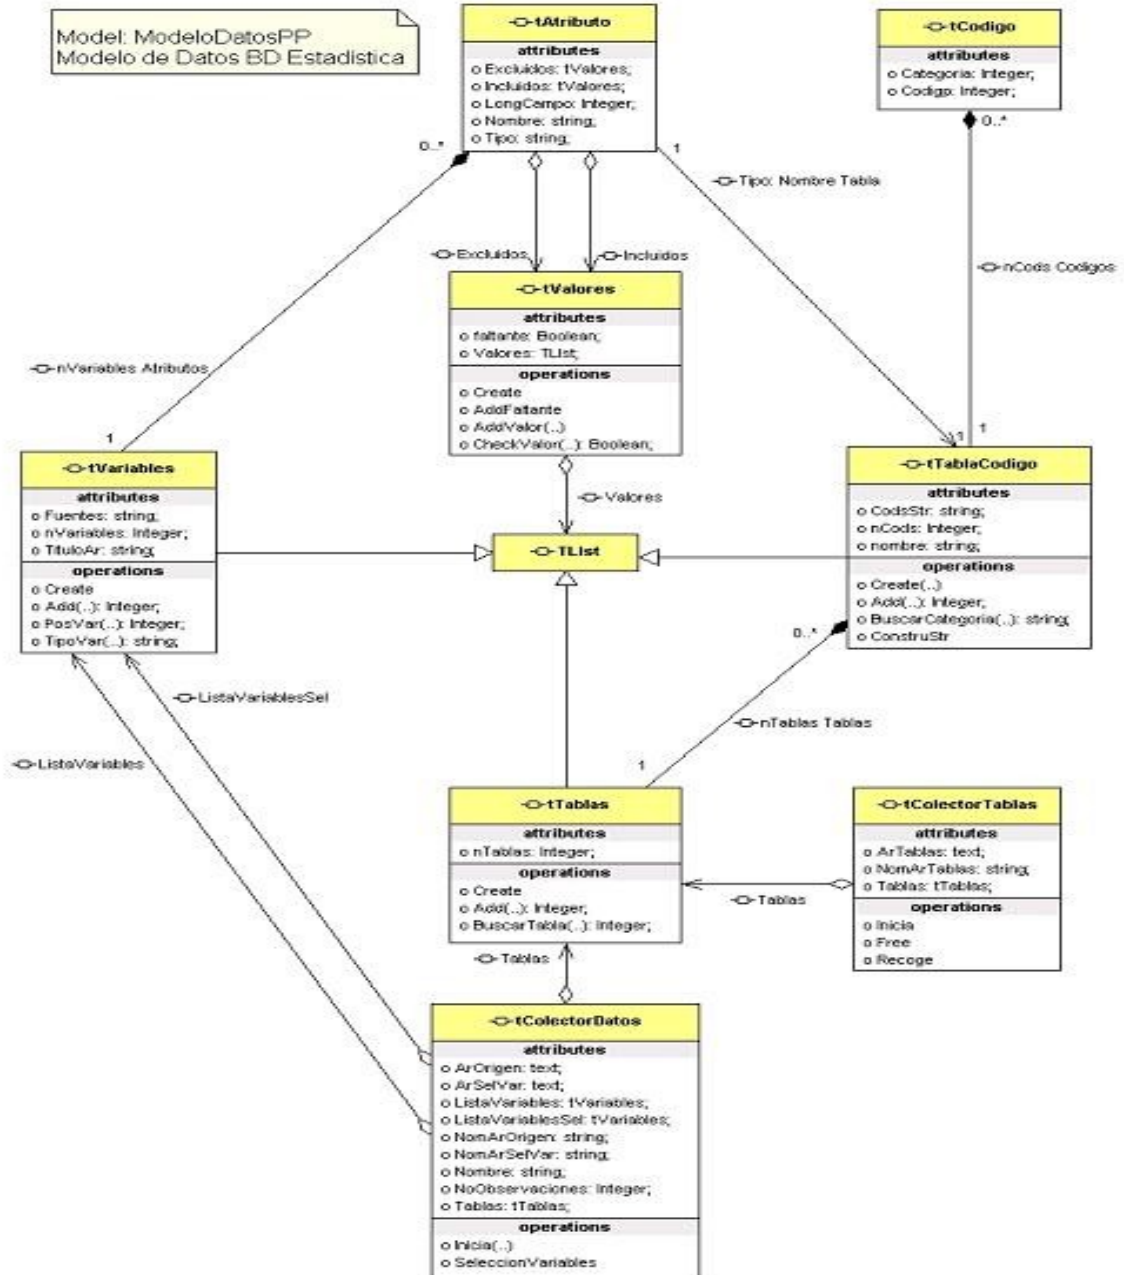 Model: ModeloDatosPP
Modelo de Datos BD Estadística
tAtributo
attributes
Excluidos: tValores;
Incluidos: tValores;
LongCampo: Integer;
Nombre: string;
Tipo: string;
tCodigo
attributes
Categoria: Integer;
Codigo: Integer;
0..*
0..*
1
Tipo: Nombre Tabla
Excluidos
Incluidos
nCods Codigos
tValores
attributes
faltante: Boolean;
Valores: TList;
operations
Create
AddFaltante
AddValor(..)
CheckValor(..): Boolean;
nVariables Atributos
1
1
1
tVariables
attributes
Fuentes: string;
nVariables: Integer;
TituloAr: string;
operations
Create
Add(..): Integer;
PosVar(..): Integer;
TipoVar(..): string;
Valores
TList
tTablaCodigo
attributes
CodsStr: string;
nCods: Integer;
nombre: string;
operations
Create(..)
Add(..): Integer;
BuscarCategoria(..): string;
ConstruStr
0..*
ListaVariablesSel
nTablas Tablas
ListaVariables
1
tTablas
attributes
nTablas: Integer;
operations
Create
Add(..): Integer;
BuscarTabla(..): Integer;
tColectorTablas
attributes
ArTablas: text;
NomArTablas: string;
Tablas: tTablas;
operations
Inicia
Free
Recoge
Tablas
Tablas
tColectorDatos
attributes
ArOrigen: text;
ArSelVar: text;
ListaVariables: tVariables;
ListaVariablesSel: tVariables;
NomArOrigen: string;
NomArSelVar: string;
Nombre: string;
NoObservaciones: Integer;
Tablas: tTablas;
operations
Inicia(..)
SeleccionVariables